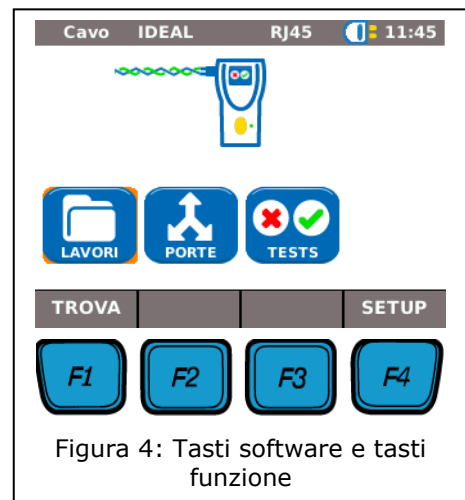 Cavo IDEAL RJ45 11:45
LAVORI PORTE TESTS
TROVA SETUP
F1 F2 F3 F4
Figura 4: Tasti software e tasti
funzione